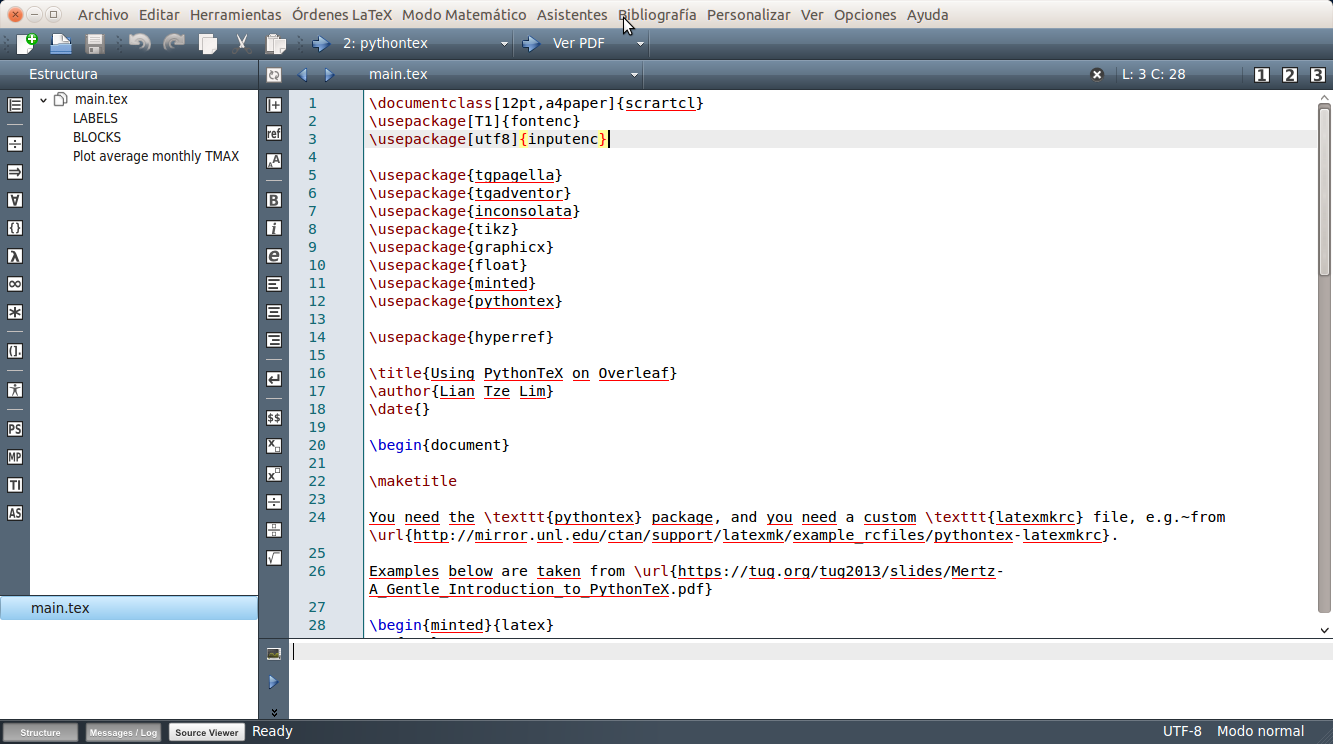 Archivo Editar Herramientas Órdenes LaTeX Modo Matemático Asistentes Bibliografía Personalizar Ver Opciones Ayuda
2: pythontex Ver PDF
Estructura main.tex L: 3 C: 28 1 2 3
main.tex
LABELS
BLOCKS
Plot average monthly TMAX
ref
PS
MP
TI
AS
1 \documentclass[12pt,a4paper]{scrartcl}
2 \usepackage[T1]{fontenc}
3 \usepackage[utf8]{inputenc}
4
5 \usepackage{tgpagella}
6 \usepackage{tgadventor}
7 \usepackage{inconsolata}
8 \usepackage{tikz}
9 \usepackage{graphicx}
10 \usepackage{float}
11 \usepackage{minted}
12 \usepackage{pythontex}
13
14 \usepackage{hyperref}
15
16 \title{Using PythonTeX on Overleaf}
17 \author{Lian Tze Lim}
18 \date{}
19
20 \begin{document}
21
22 \maketitle
23
24 You need the \texttt{pythontex} package, and you need a custom \texttt{latexmkrc} file, e.g.~from
\url{http://mirror.unl.edu/ctan/support/latexmk/example_rcfiles/pythontex-latexmkrc}.
25
26 Examples below are taken from \url{https://tug.org/tug2013/slides/Mertz-
A_Gentle_Introduction_to_PythonTeX.pdf}
27
28 \begin{minted}{latex}
main.tex
Structure Messages / Log Source Viewer Ready UTF-8 Modo normal